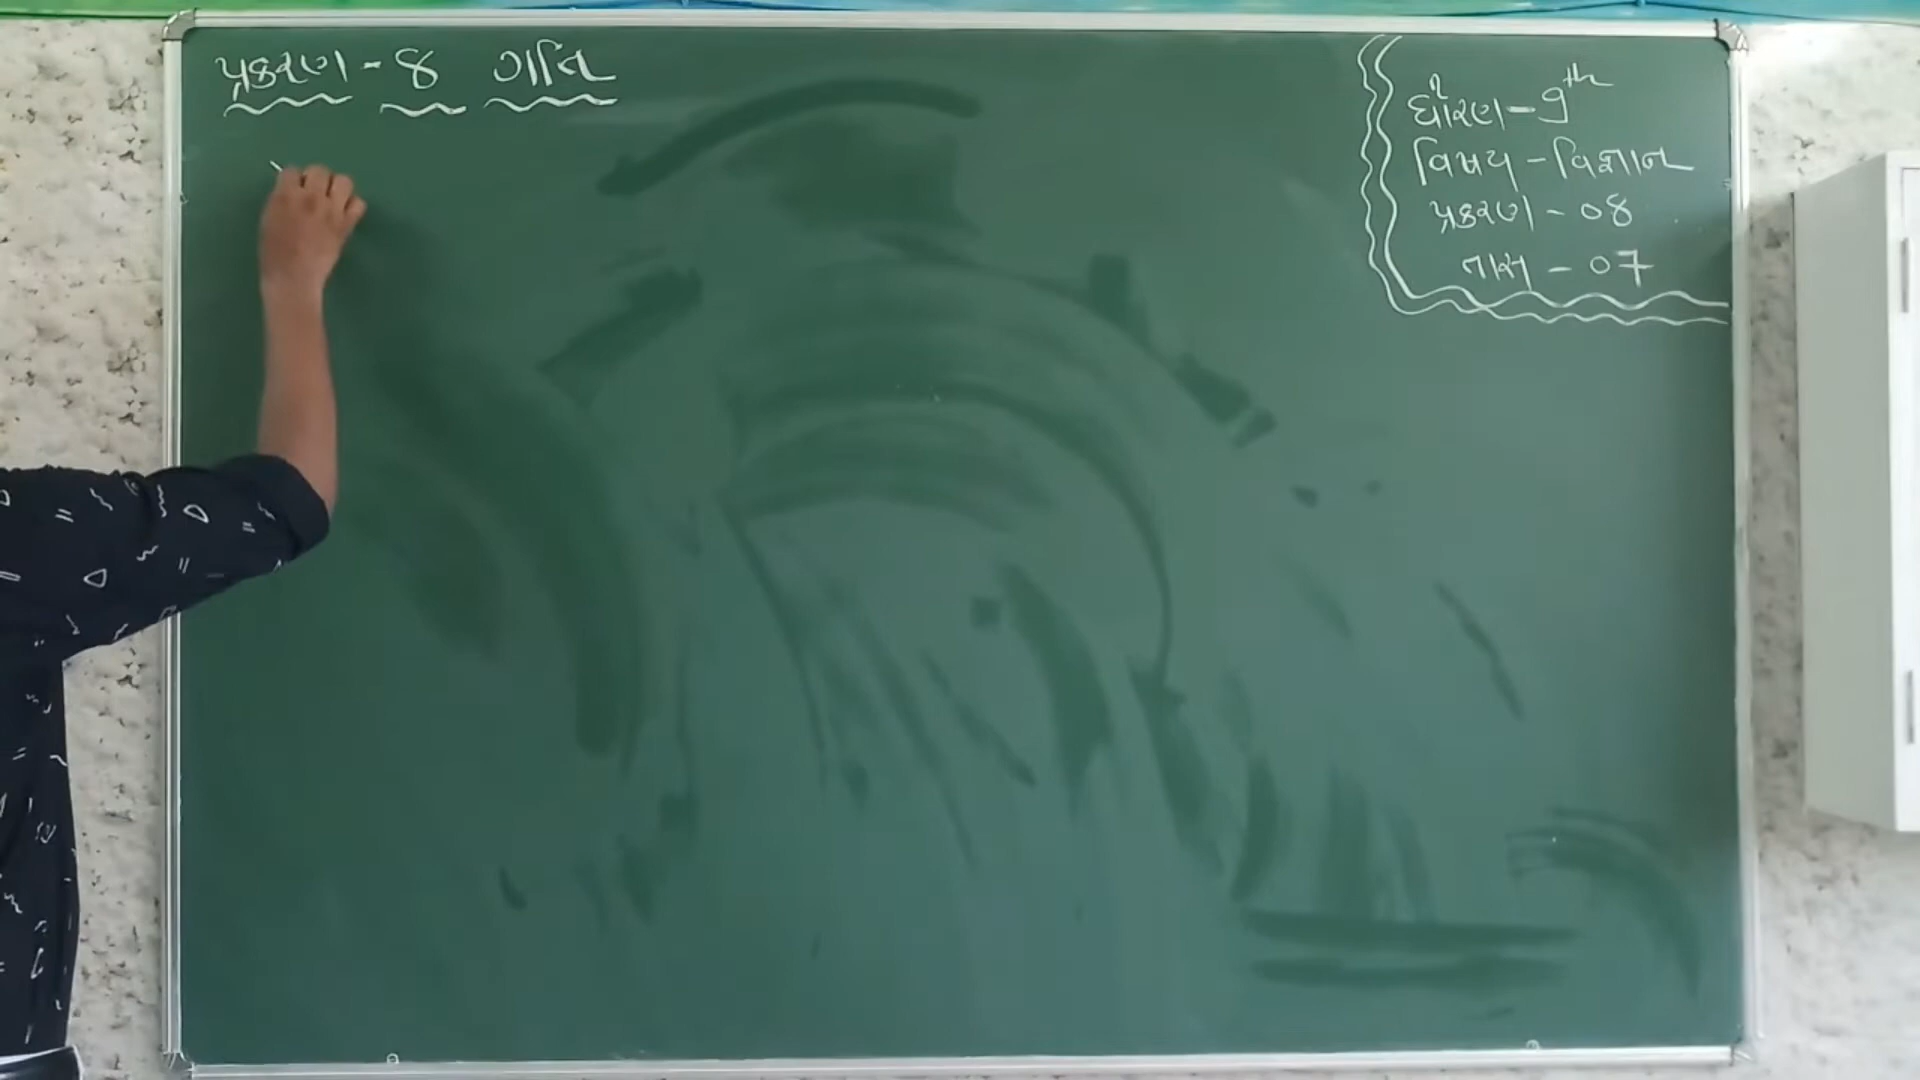 પ્રકરણ - 8 ગતિ
ધોરણ - 9th
વિષય - વિજ્ઞાન
પ્રકરણ - 08
તાસ - 07